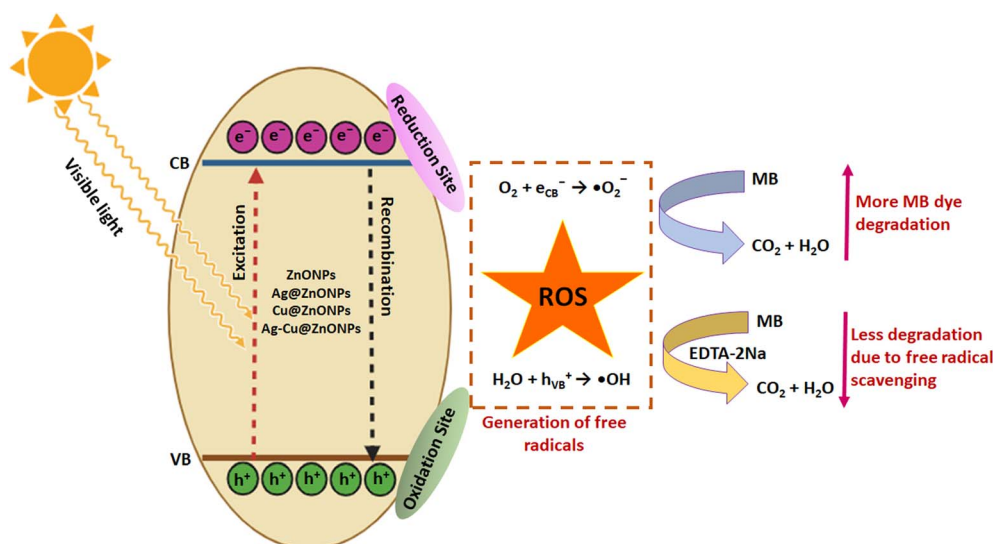 Visible light
CB
e⁻ e⁻ e⁻ e⁻ e⁻
Reduction Site
Excitation
Recombination
ZnONPs
Ag@ZnONPs
Cu@ZnONPs
Ag-Cu@ZnONPs
VB
h⁺ h⁺ h⁺ h⁺ h⁺
Oxidation Site
O₂ + e_CB⁻ → •O₂⁻
ROS
H₂O + h_VB⁺ → •OH
Generation of free
radicals
MB
CO₂ + H₂O
More MB dye
degradation
MB
EDTA-2Na
CO₂ + H₂O
Less degradation
due to free radical
scavenging